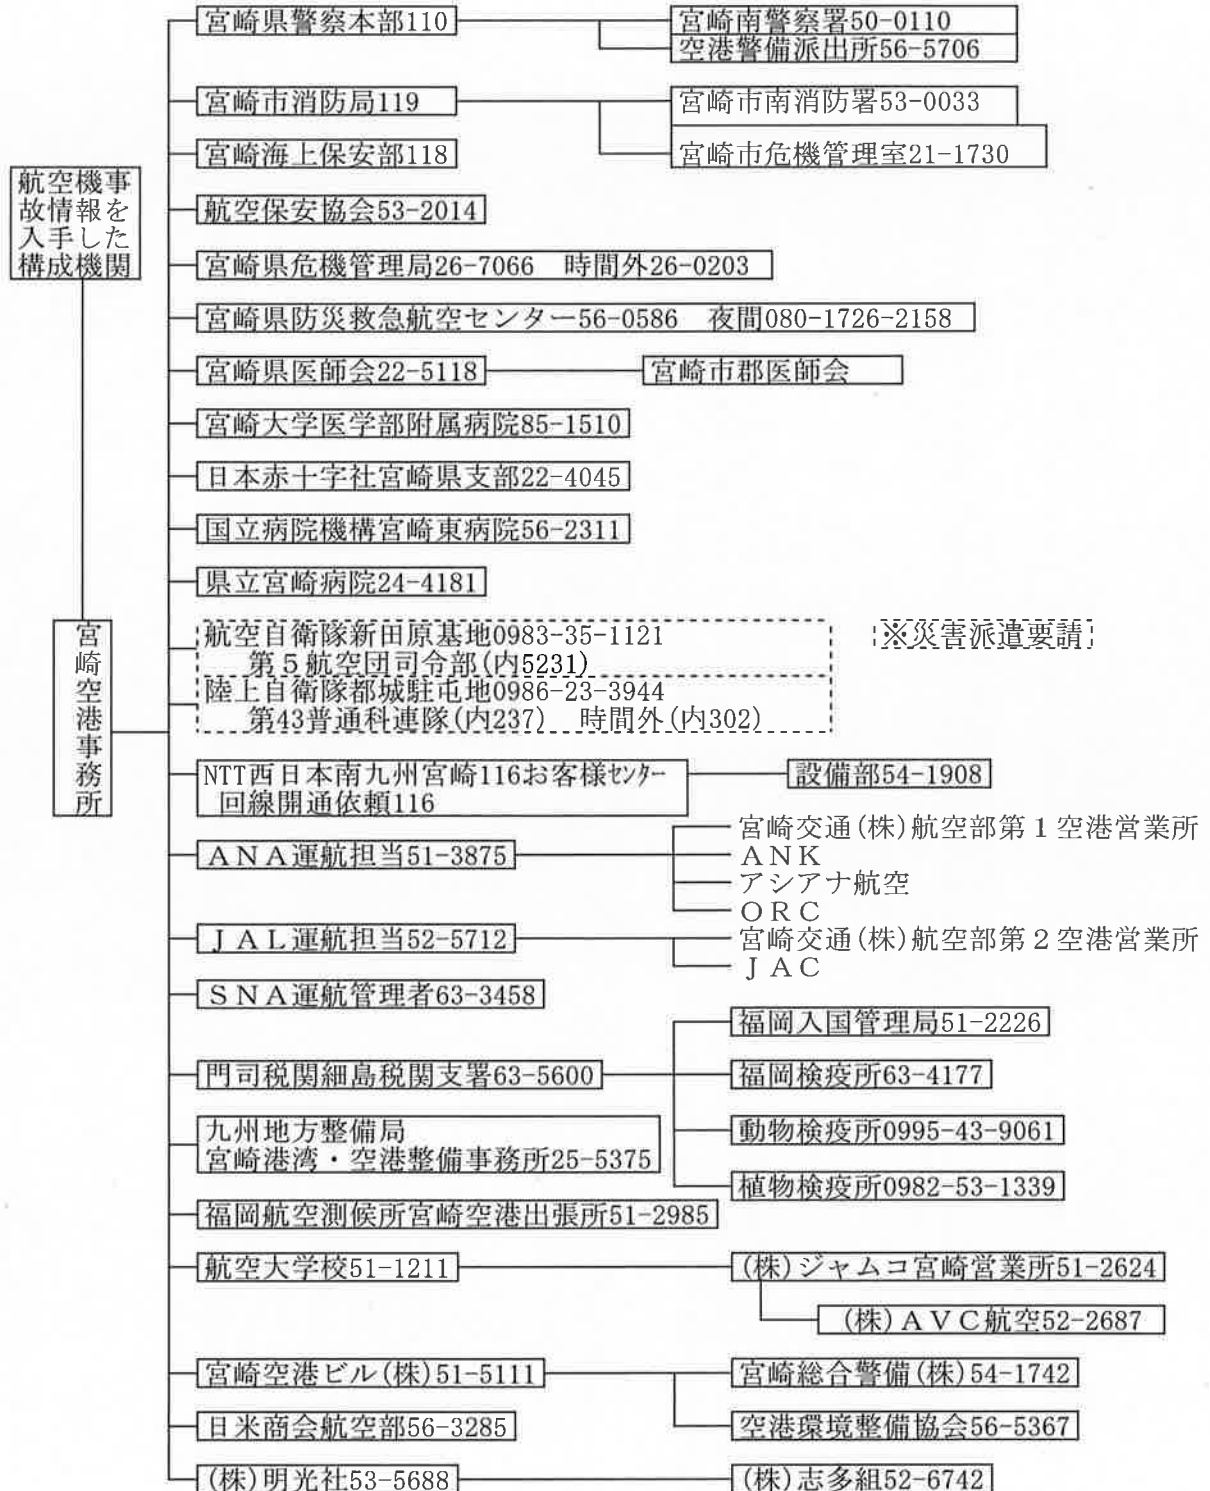 宮崎県警察本部110
宮崎南警察署50-0110
空港警備派出所56-5706
宮崎市消防局119
宮崎市南消防署53-0033
宮崎海上保安部118
宮崎市危機管理室21-1730
航空機事
故情報を
入手した
構成機関
航空保安協会53-2014
宮崎県危機管理局26-7066　時間外26-0203
宮崎県防災救急航空センター56-0586　夜間080-1726-2158
宮崎県医師会22-5118
宮崎市郡医師会
宮崎大学医学部附属病院85-1510
日本赤十字社宮崎県支部22-4045
国立病院機構宮崎東病院56-2311
県立宮崎病院24-4181
宮崎空港事務所
航空自衛隊新田原基地0983-35-1121
第５航空団司令部(内5231)
※災害派遣要請
陸上自衛隊都城駐屯地0986-23-3944
第43普通科連隊(内237)　時間外(内302)
NTT西日本南九州宮崎116お客様ｾﾝﾀｰ
回線開通依頼116
設備部54-1908
ＡＮＡ運航担当51-3875
宮崎交通(株)航空部第１空港営業所
ＡＮＫ
アシアナ航空
ＯＲＣ
ＪＡＬ運航担当52-5712
宮崎交通(株)航空部第２空港営業所
ＪＡＣ
ＳＮＡ運航管理者63-3458
福岡入国管理局51-2226
門司税関細島税関支署63-5600
福岡検疫所63-4177
九州地方整備局
宮崎港湾・空港整備事務所25-5375
動物検疫所0995-43-9061
植物検疫所0982-53-1339
福岡航空測候所宮崎空港出張所51-2985
航空大学校51-1211
(株)ジャムコ宮崎営業所51-2624
(株)ＡＶＣ航空52-2687
宮崎空港ビル(株)51-5111
宮崎総合警備(株)54-1742
日米商会航空部56-3285
空港環境整備協会56-5367
(株)明光社53-5688
(株)志多組52-6742